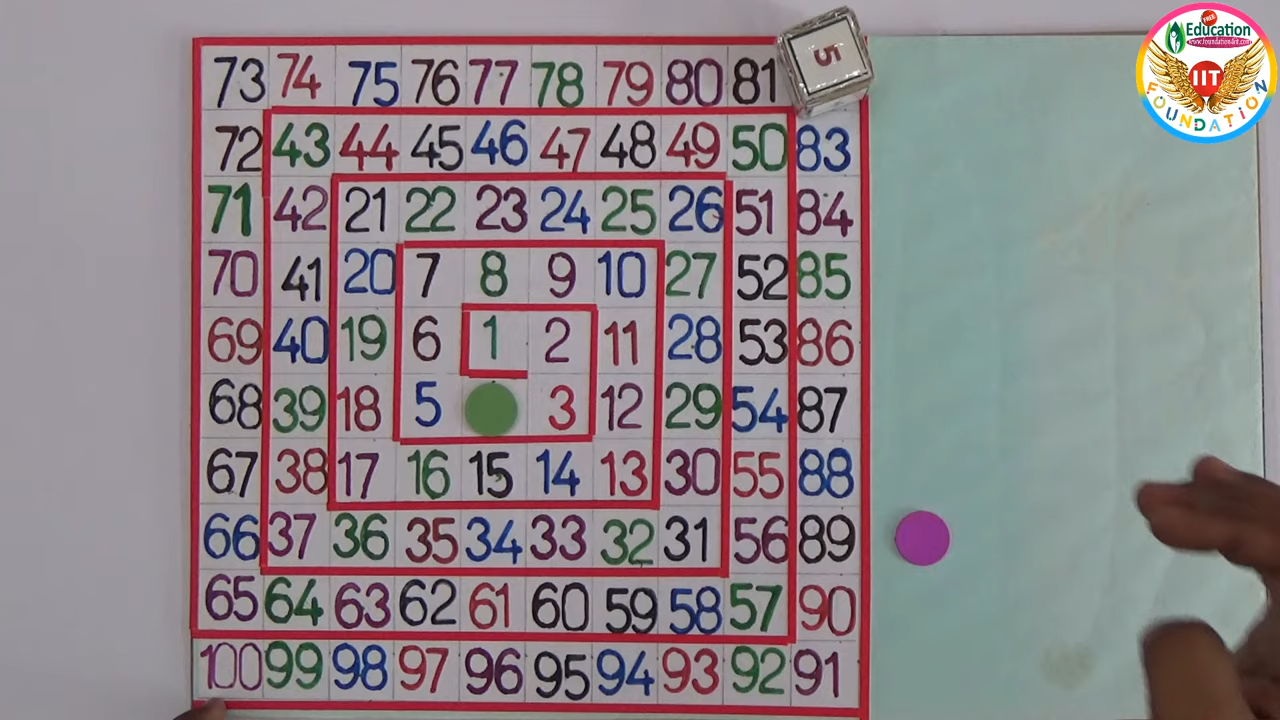 5
FREE
Education
www.foundation4iit.com
IIT
FOUNDATION
73 74 75 76 77 78 79 80 81
72 43 44 45 46 47 48 49 50 83
71 42 21 22 23 24 25 26 51 84
70 41 20 7 8 9 10 27 52 85
69 40 19 6 1 2 11 28 53 86
68 39 18 5 3 12 29 54 87
67 38 17 16 15 14 13 30 55 88
66 37 36 35 34 33 32 31 56 89
65 64 63 62 61 60 59 58 57 90
100 99 98 97 96 95 94 93 92 91